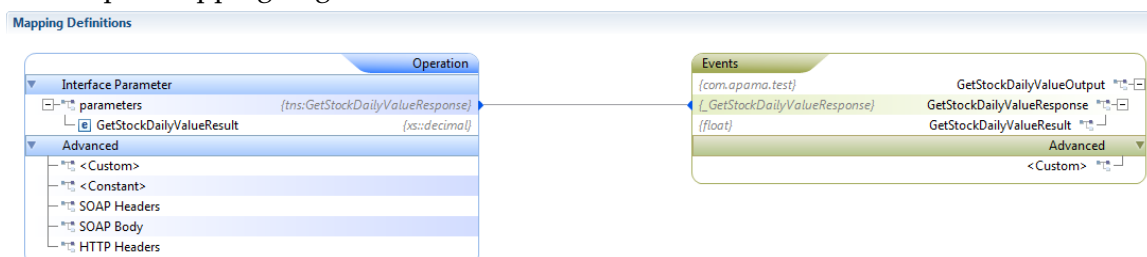 Mapping Definitions
Operation
Interface Parameter
parameters {tns:GetStockDailyValueResponse}
e GetStockDailyValueResult {xs::decimal}
Advanced
<Custom>
<Constant>
SOAP Headers
SOAP Body
HTTP Headers
Events
{com.apama.test} GetStockDailyValueOutput
{_GetStockDailyValueResponse} GetStockDailyValueResponse
{float} GetStockDailyValueResult
Advanced
<Custom>